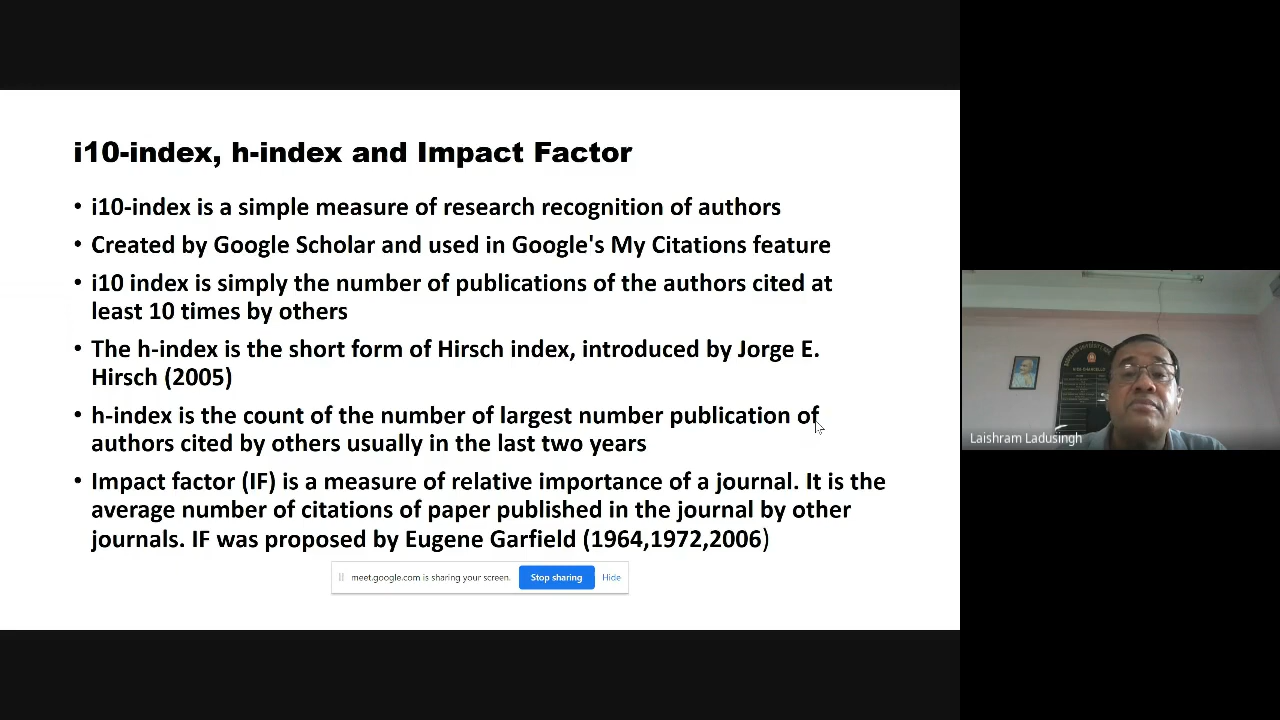 i10-index, h-index and Impact Factor
• i10-index is a simple measure of research recognition of authors
• Created by Google Scholar and used in Google's My Citations feature
• i10 index is simply the number of publications of the authors cited at
least 10 times by others
• The h-index is the short form of Hirsch index, introduced by Jorge E.
Hirsch (2005)
• h-index is the count of the number of largest number publication of
authors cited by others usually in the last two years
• Impact factor (IF) is a measure of relative importance of a journal. It is the
average number of citations of paper published in the journal by other
journals. IF was proposed by Eugene Garfield (1964,1972,2006)
meet.google.com is sharing your screen.
Stop sharing
Hide
Laishram Ladusingh